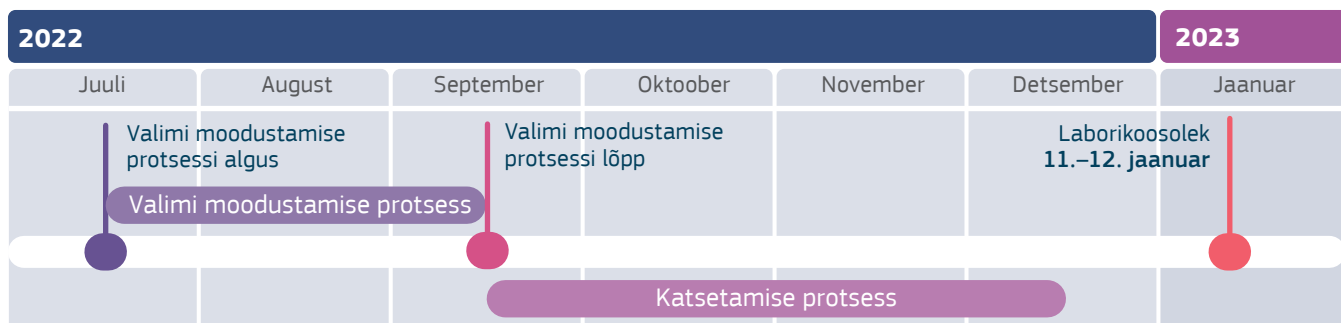 2022
2023
Juuli
August
September
Oktoober
November
Detsember
Jaanuar
Valimi moodustamise
protsessi algus
Valimi moodustamise
protsessi lõpp
Laborikoosolek
11.–12. jaanuar
Valimi moodustamise protsess
Katsetamise protsess